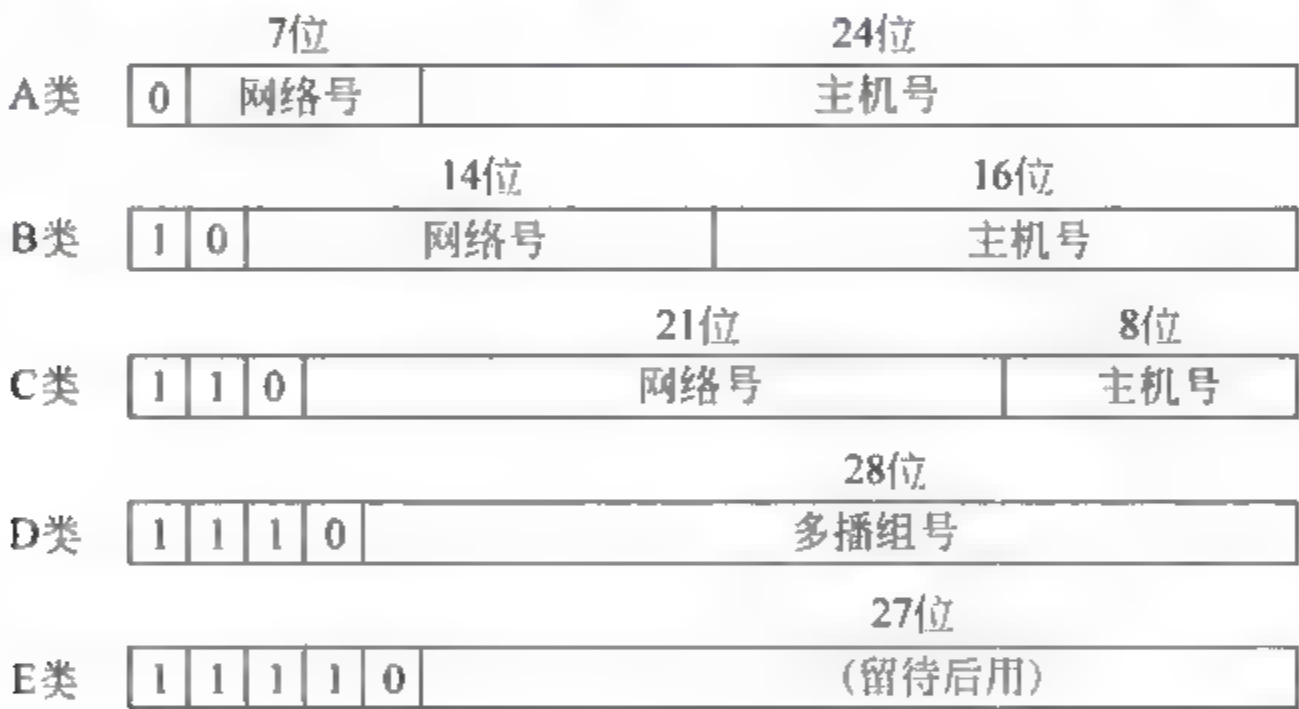 7位 24位
A类 0 网络号 主机号
14位 16位
B类 1 0 网络号 主机号
21位 8位
C类 1 1 0 网络号 主机号
28位
D类 1 1 1 0 多播组号
27位
E类 1 1 1 1 0 (留待后用)